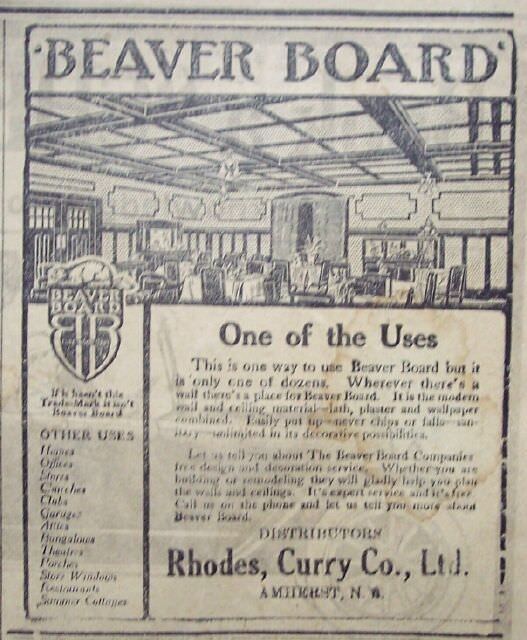 BEAVER BOARD
BEAVER
BOARD
BB
If it hasn't this
Trade-Mark it isn't
Beaver Board
OTHER USES
Homes
Offices
Stores
Churches
Clubs
Garages
Attics
Bungalows
Theatres
Porches
Store Windows
Restaurants
Summer Cottages
One of the Uses
This is one way to use Beaver Board but it
is only one of dozens. Wherever there's a
wall there's a place for Beaver Board. It is the modern
wall and ceiling material—lath, plaster and wallpaper
combined. Easily put up—never chips or falls—san-
itary—unlimited in its decorative possibilities.
Let us tell you about The Beaver Board Companies
free design and decoration service. Whether you are
building or remodeling they will gladly help you plan
the walls and ceilings. It's expert service and it's free.
Call us on the phone and let us tell you more about
Beaver Board.
DISTRIBUTORS
Rhodes, Curry Co., Ltd.
AMHERST, N. S.